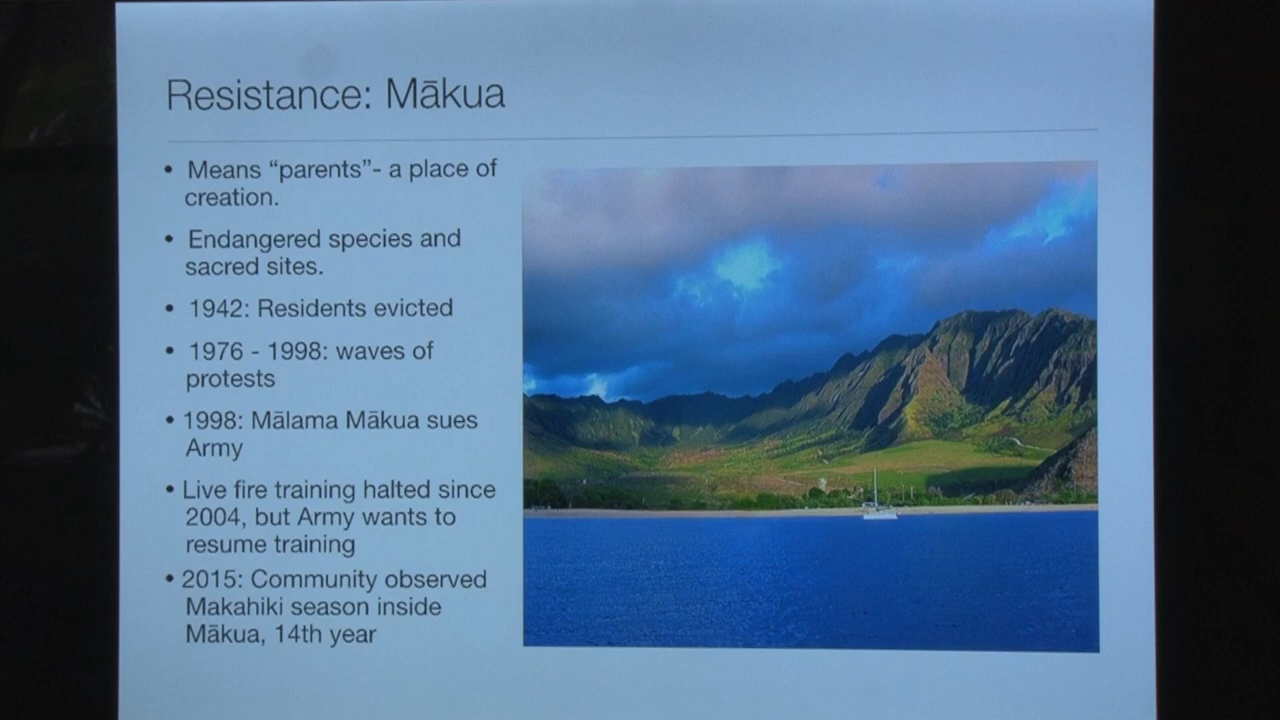 Resistance: Mākua
• Means “parents”- a place of
creation.
• Endangered species and
sacred sites.
• 1942: Residents evicted
• 1976 - 1998: waves of
protests
• 1998: Mālama Mākua sues
Army
• Live fire training halted since
2004, but Army wants to
resume training
• 2015: Community observed
Makahiki season inside
Mākua, 14th year